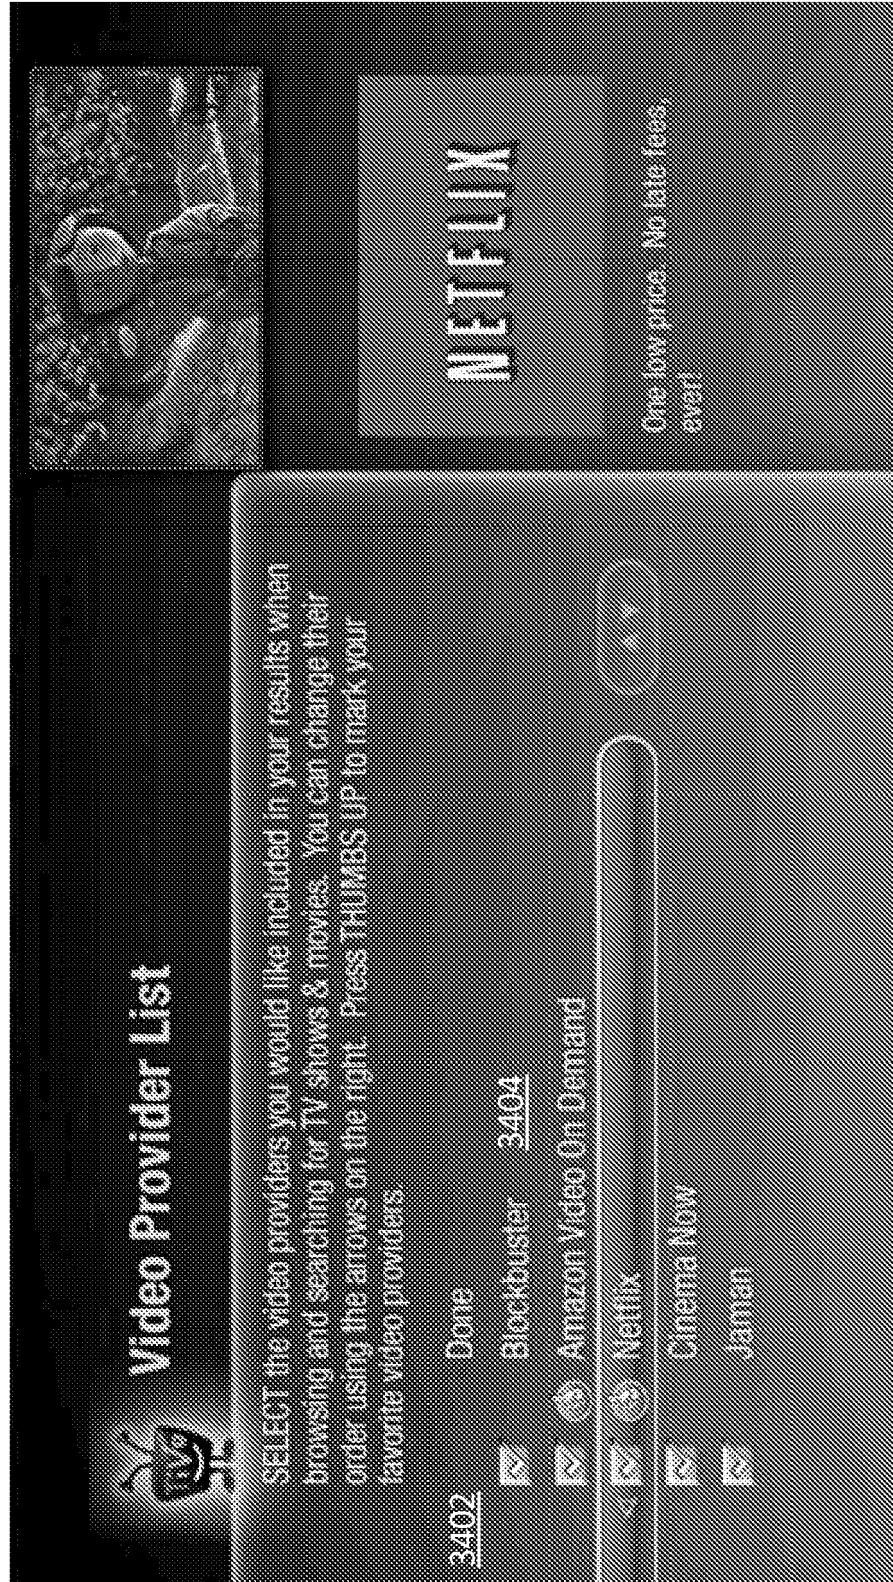 TiVo
Video Provider List
SELECT the video providers you would like included in your results when
browsing and searching for TV shows & movies. You can change their
order using the arrows on the right. Press THUMBS UP to mark your
favorite video providers.
3402
Done
Blockbuster
3404
Amazon Video On Demand
Netflix
Cinema Now
Jaman
NETFLIX
One low price. No late fees,
ever!